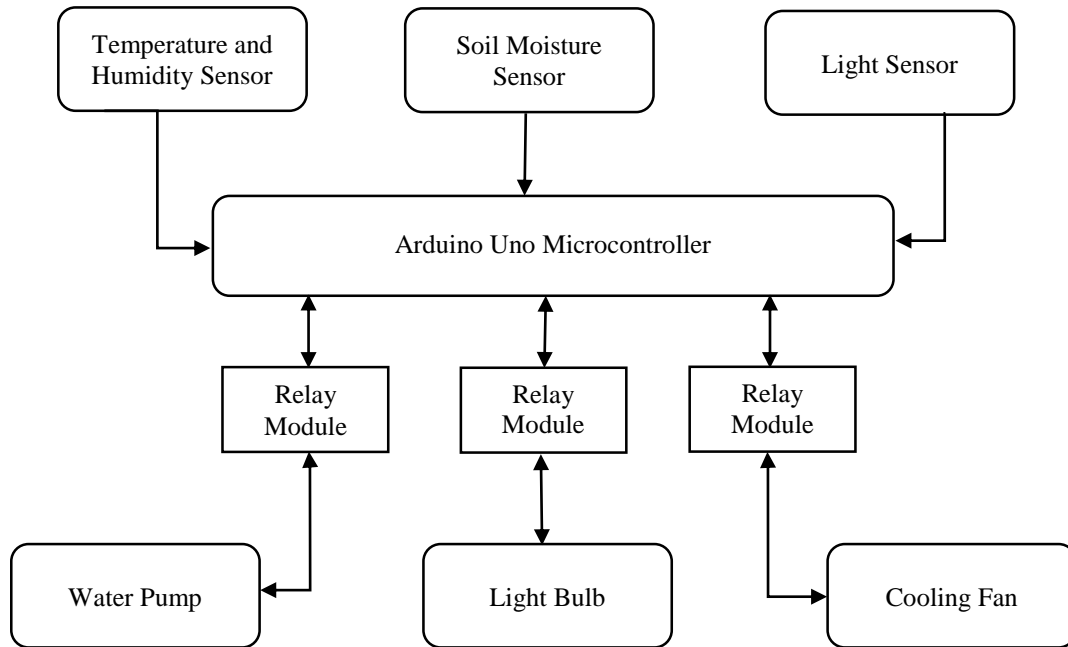 Temperature and
Humidity Sensor
Soil Moisture
Sensor
Light Sensor
Arduino Uno Microcontroller
Relay
Module
Relay
Module
Relay
Module
Water Pump
Light Bulb
Cooling Fan